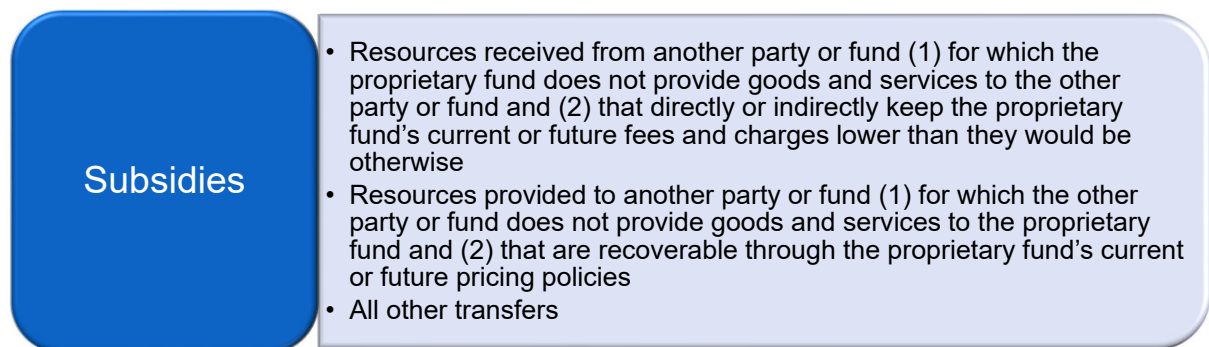 Subsidies
• Resources received from another party or fund (1) for which the
proprietary fund does not provide goods and services to the other
party or fund and (2) that directly or indirectly keep the proprietary
fund’s current or future fees and charges lower than they would be
otherwise
• Resources provided to another party or fund (1) for which the other
party or fund does not provide goods and services to the proprietary
fund and (2) that are recoverable through the proprietary fund’s current
or future pricing policies
• All other transfers